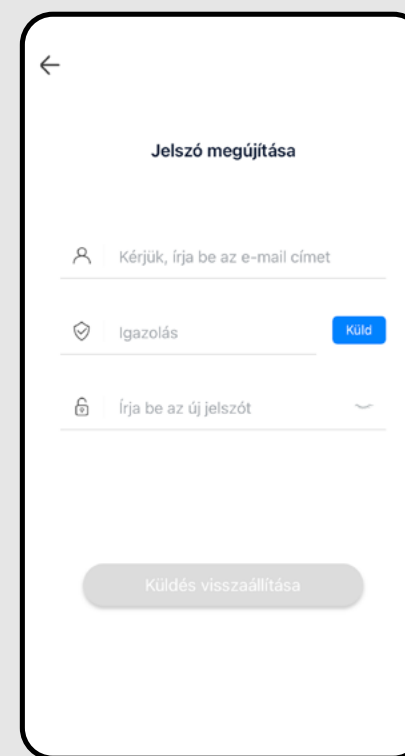 Jelszó megújítása
Kérjük, írja be az e-mail címet
Igazolás
Küld
Írja be az új jelszót
Küldés visszaállítása